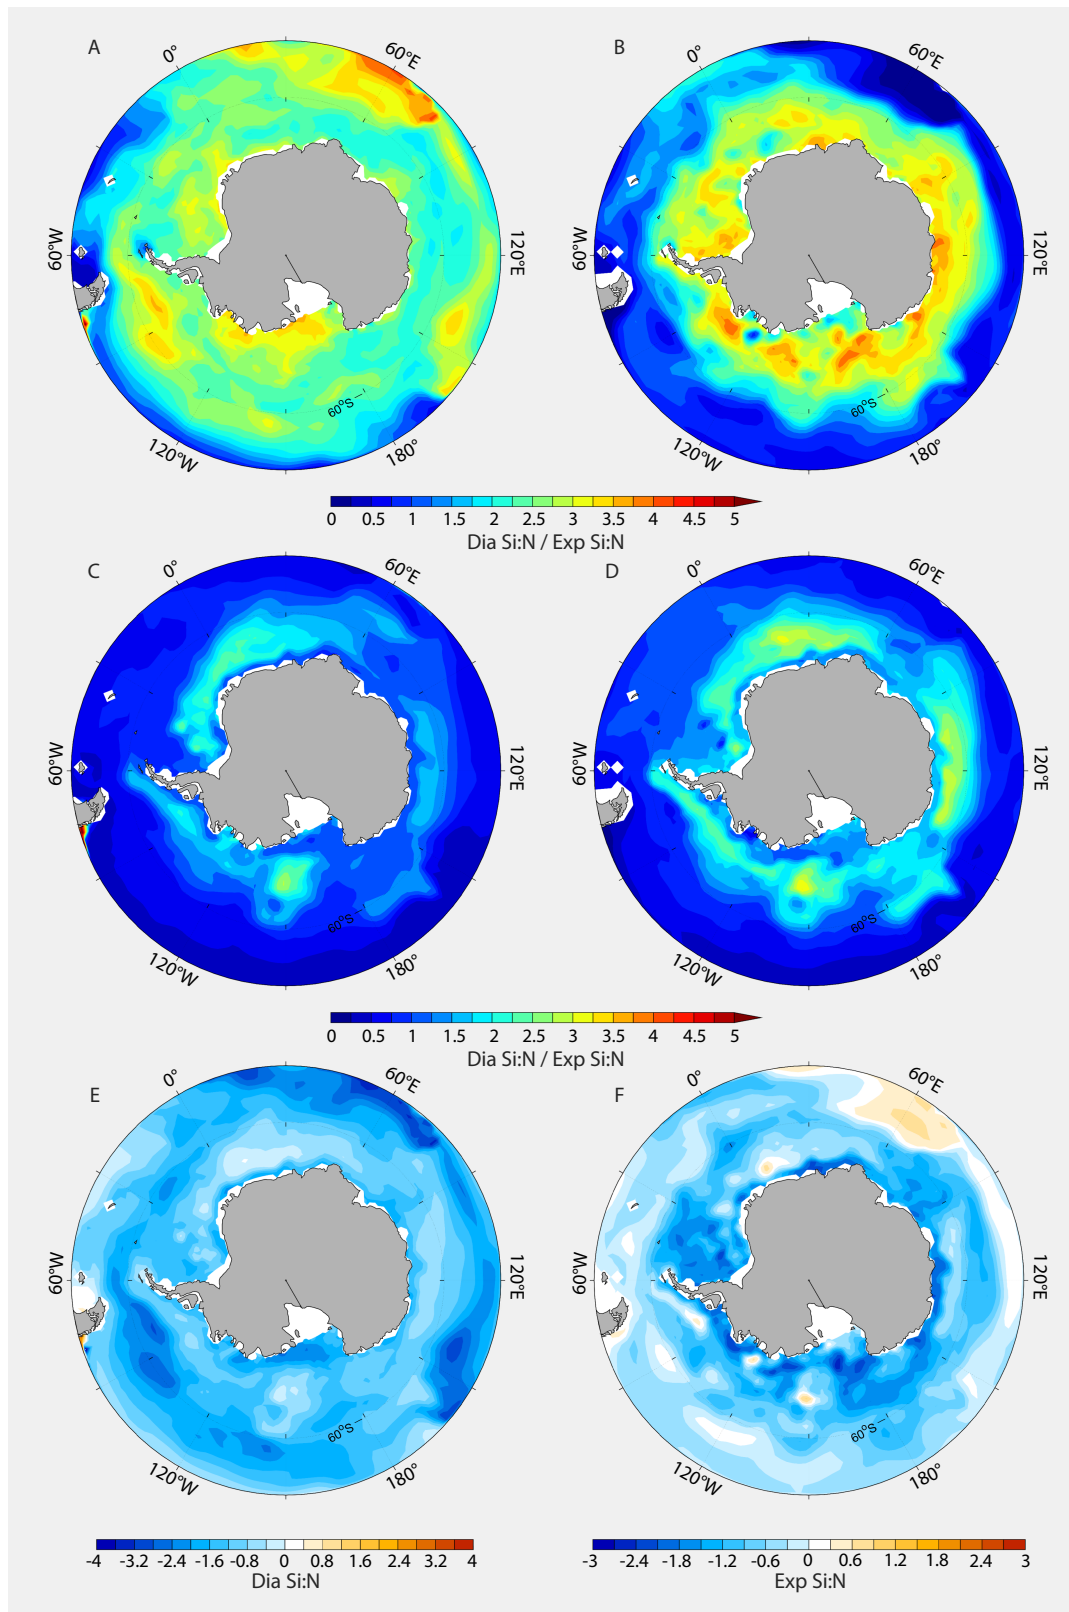 A
B
0°
60°E
0°
60°E
60°W
120°E
60°W
120°E
60°S
60°S
120°W
180°
120°W
180°
0 0.5 1 1.5 2 2.5 3 3.5 4 4.5 5
Dia Si:N / Exp Si:N
C
D
0°
60°E
0°
60°E
60°W
120°E
60°W
120°E
60°S
60°S
120°W
180°
120°W
180°
0 0.5 1 1.5 2 2.5 3 3.5 4 4.5 5
Dia Si:N / Exp Si:N
E
F
0°
60°E
0°
60°E
60°W
120°E
60°W
120°E
60°S
60°S
120°W
180°
120°W
180°
-4 -3.2 -2.4 -1.6 -0.8 0 0.8 1.6 2.4 3.2 4
Dia Si:N
-3 -2.4 -1.8 -1.2 -0.6 0 0.6 1.2 1.8 2.4 3
Exp Si:N